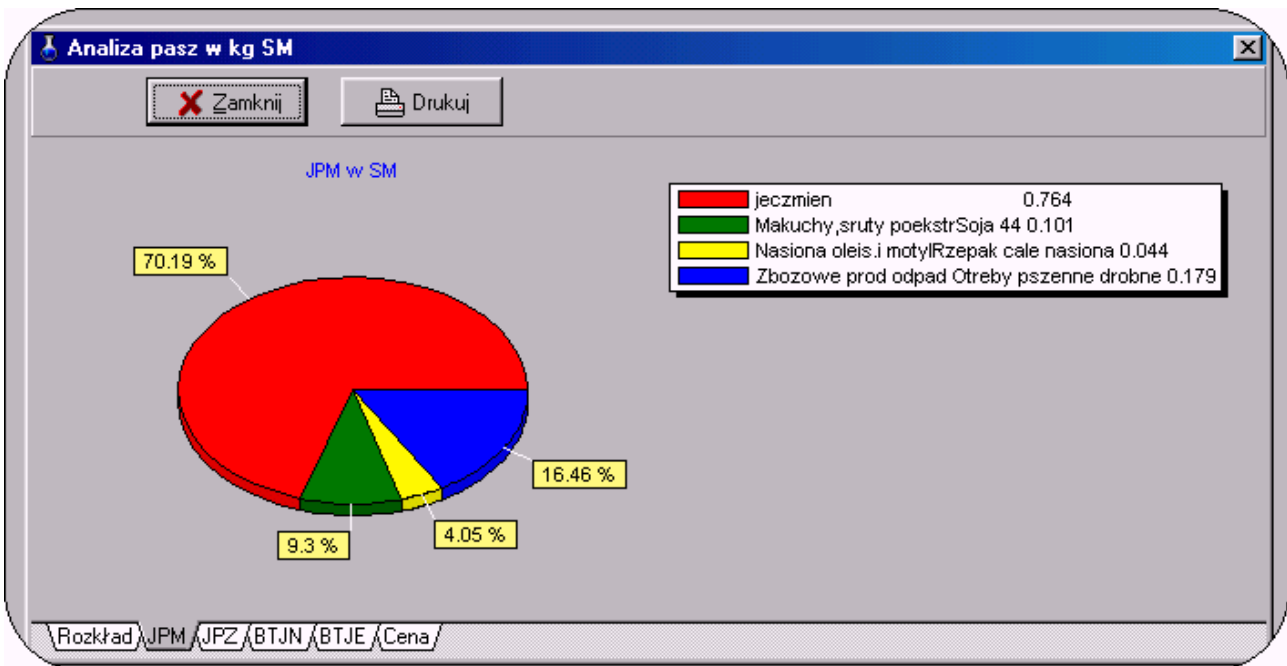 Analiza pasz w kg SM
Zamknij
Drukuj
JPM w SM
jeczmien 0.764
Makuchy,sruty poekstrSoja 44 0.101
Nasiona oleis.i motylRzepak cale nasiona 0.044
Zbozowe prod odpad Otreby pszenne drobne 0.179
70.19 %
16.46 %
4.05 %
9.3 %
Rozkład JPM JPZ BTJN BTJE Cena